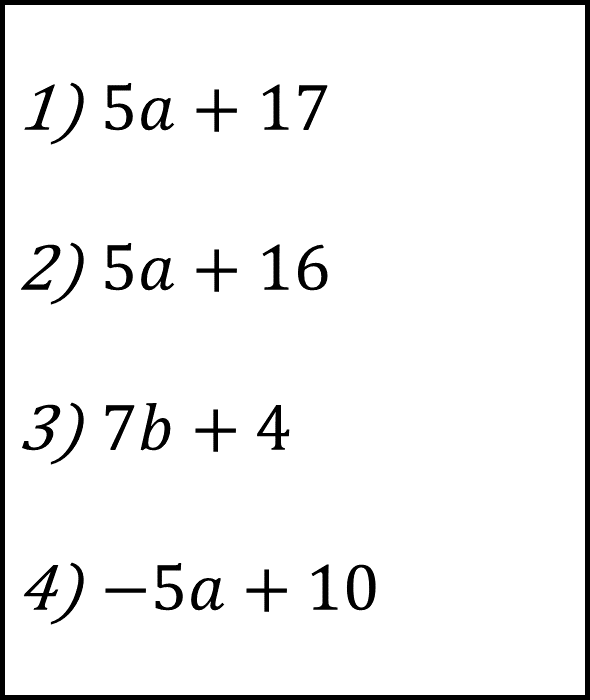 1) 5a + 17
2) 5a + 16
3) 7b + 4
4) −5a + 10